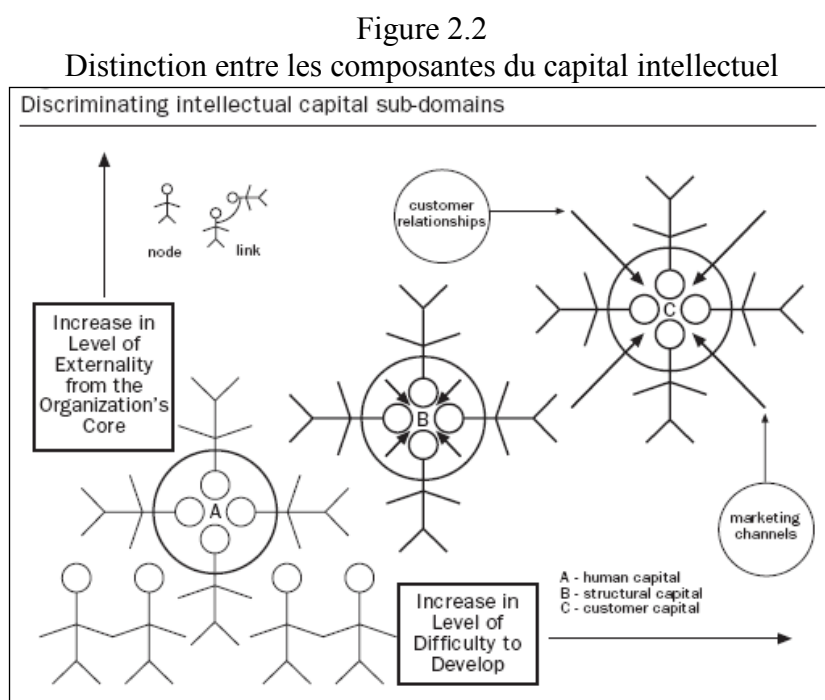 Figure 2.2
Distinction entre les composantes du capital intellectuel
Discriminating intellectual capital sub-domains
node
link
customer
relationships
Increase in
Level of
Externality
from the
Organization's
Core
A
B
C
marketing
channels
Increase in
Level of
Difficulty to
Develop
A - human capital
B - structural capital
C - customer capital